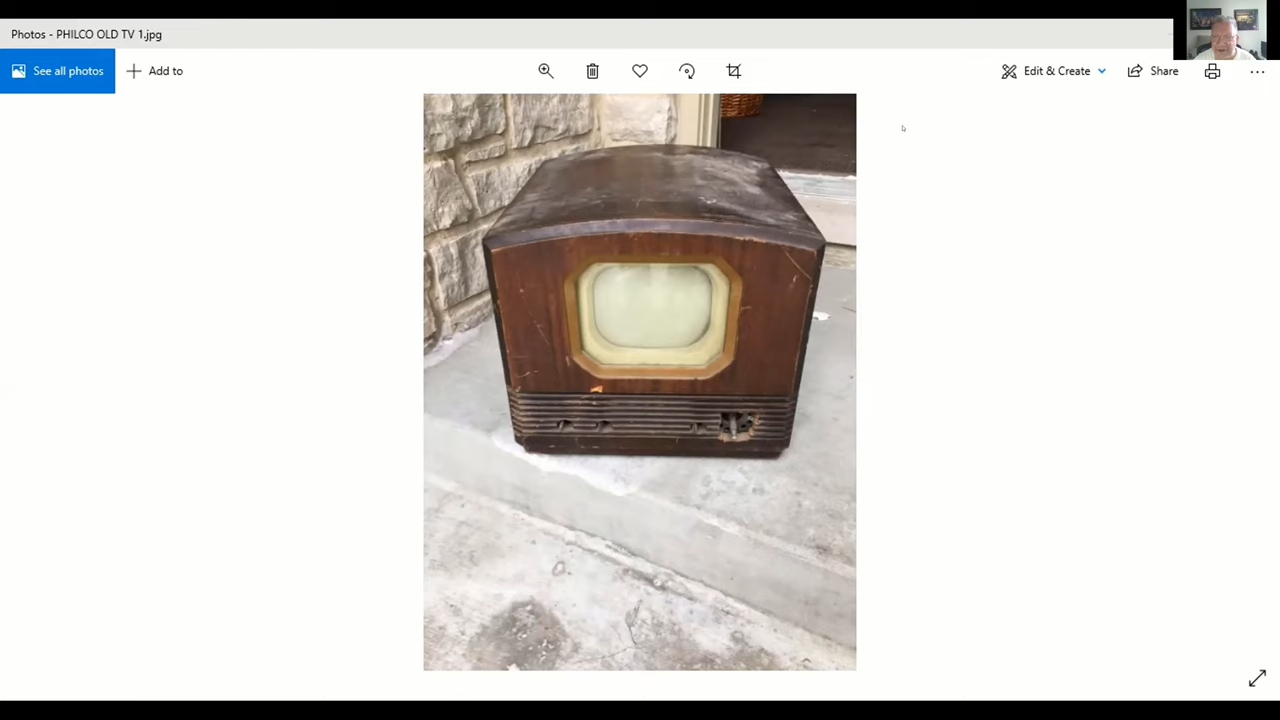 Photos - PHILCO OLD TV 1.jpg
See all photos
Add to
Edit & Create
Share